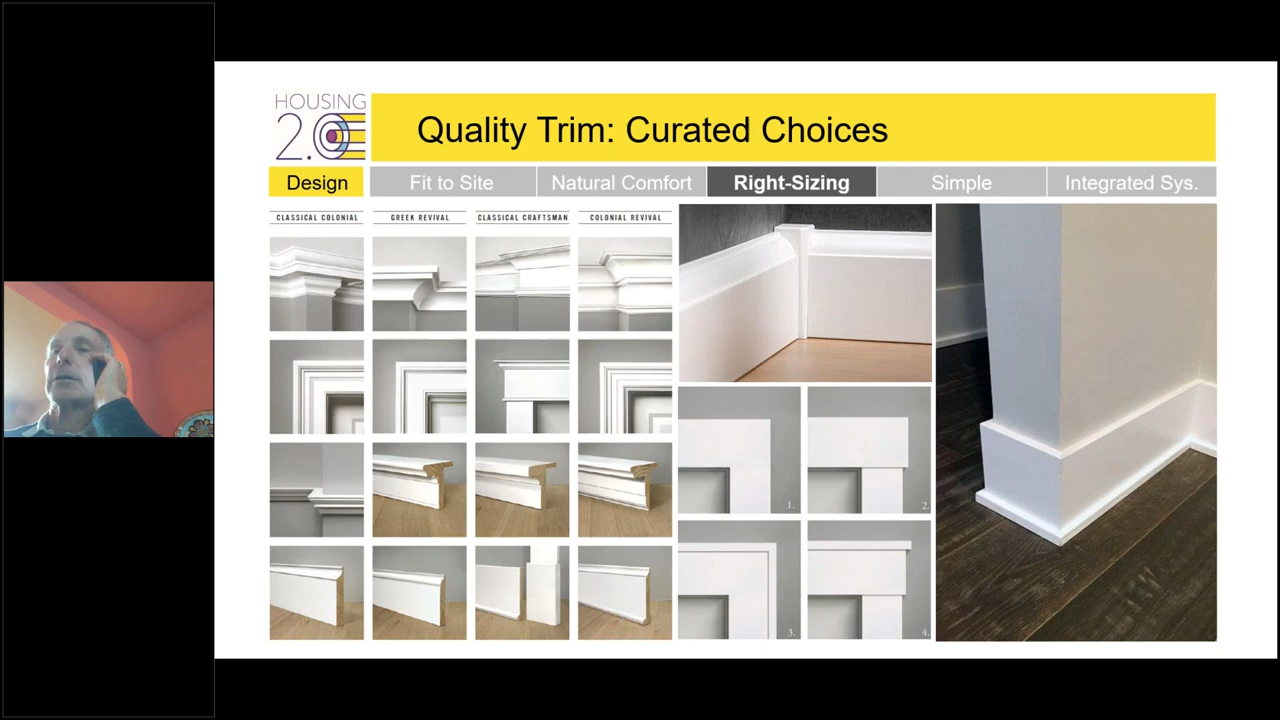 HOUSING
2.0
Quality Trim: Curated Choices
Design
Fit to Site
Natural Comfort
Right-Sizing
Simple
Integrated Sys.
CLASSICAL COLONIAL
GREEK REVIVAL
CLASSICAL CRAFTSMAN
COLONIAL REVIVAL
1.
2.
3.
4.